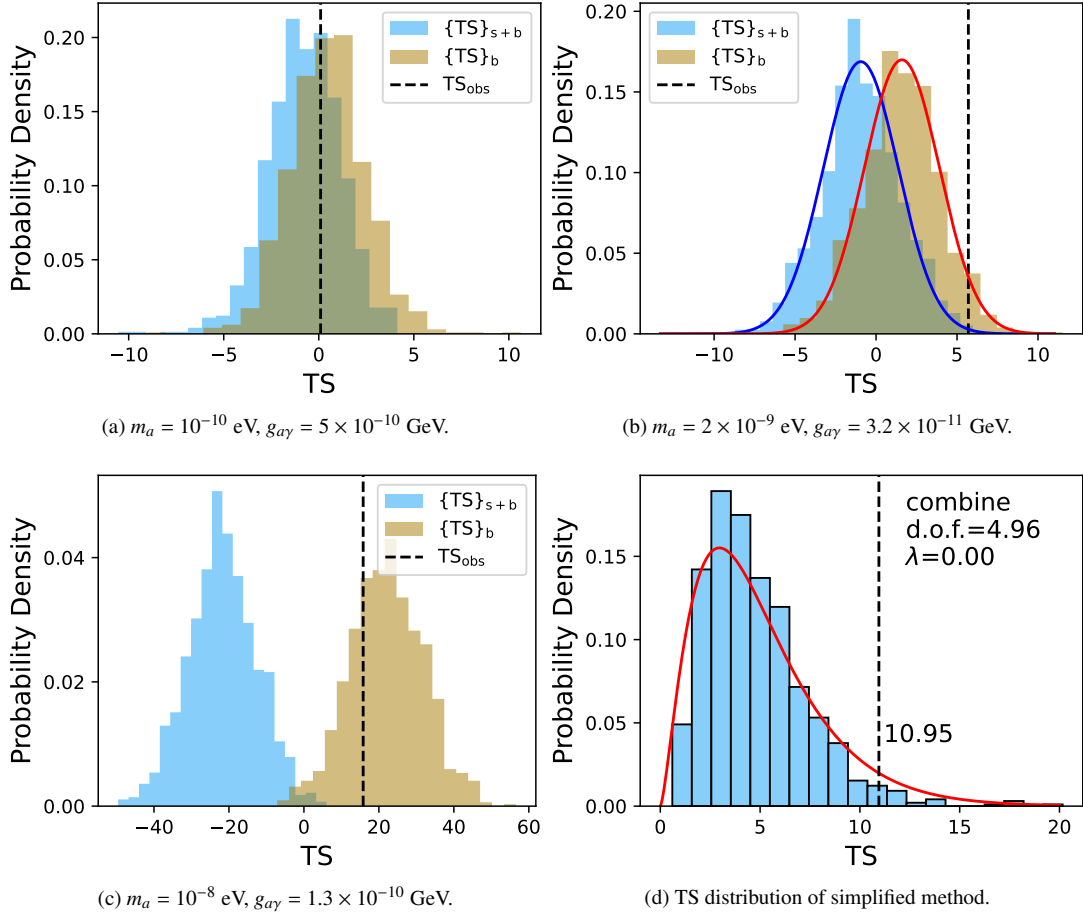 {TS}s+b
{TS}b
TSobs
Probability Density
0.20
0.15
0.10
0.05
0.00
−10 −5 0 5 10
TS
(a) mₐ = 10⁻¹⁰ eV, gₐγ = 5 × 10⁻¹⁰ GeV.
{TS}s+b
{TS}b
TSobs
Probability Density
0.20
0.15
0.10
0.05
0.00
−10 −5 0 5 10
TS
(b) mₐ = 2 × 10⁻⁹ eV, gₐγ = 3.2 × 10⁻¹¹ GeV.
{TS}s+b
{TS}b
TSobs
Probability Density
0.04
0.02
0.00
−40 −20 0 20 40 60
TS
(c) mₐ = 10⁻⁸ eV, gₐγ = 1.3 × 10⁻¹⁰ GeV.
combine
d.o.f.=4.96
λ=0.00
10.95
Probability Density
0.15
0.10
0.05
0.00
0 5 10 15 20
TS
(d) TS distribution of simplified method.